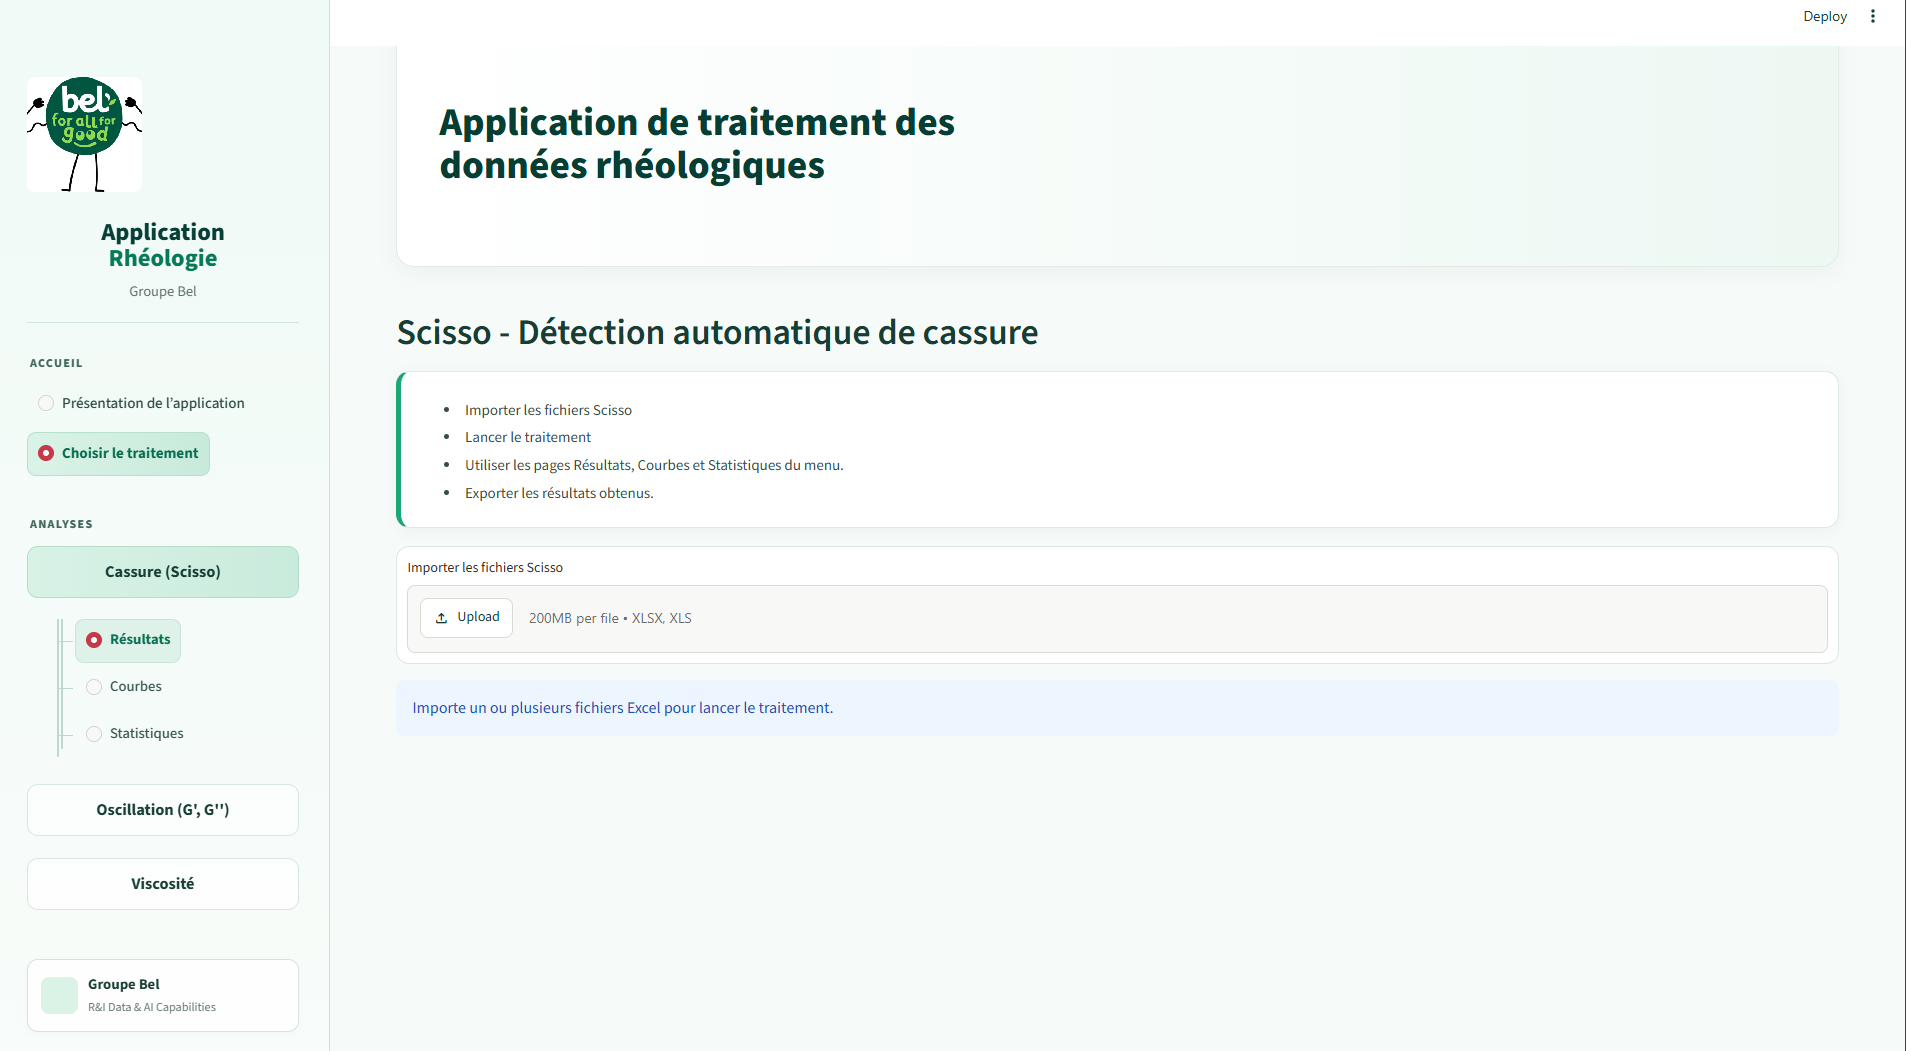 Deploy
bel
for all for
good
Application
Rhéologie
Groupe Bel
ACCUEIL
Présentation de l’application
Choisir le traitement
ANALYSES
Cassure (Scisso)
Résultats
Courbes
Statistiques
Oscillation (G', G'')
Viscosité
Groupe Bel
R&I Data & AI Capabilities
Application de traitement des
données rhéologiques
Scisso - Détection automatique de cassure
Importer les fichiers Scisso
Lancer le traitement
Utiliser les pages Résultats, Courbes et Statistiques du menu.
Exporter les résultats obtenus.
Importer les fichiers Scisso
Upload
200MB per file • XLSX, XLS
Importe un ou plusieurs fichiers Excel pour lancer le traitement.